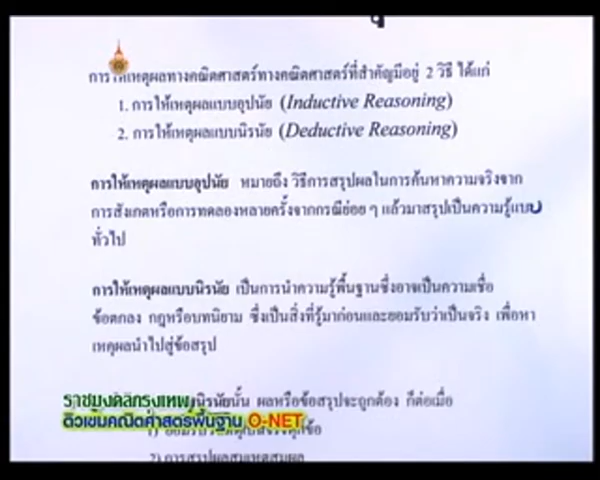 การให้เหตุผลทางคณิตศาสตร์ทางคณิตศาสตร์ที่สำคัญมีอยู่ 2 วิธี ได้แก่
1. การให้เหตุผลแบบอุปนัย (Inductive Reasoning)
2. การให้เหตุผลแบบนิรนัย (Deductive Reasoning)
การให้เหตุผลแบบอุปนัย หมายถึง วิธีการสรุปผลในการค้นหาความจริงจาก
การสังเกตหรือการทดลองหลายครั้งจากกรณีย่อย ๆ แล้วมาสรุปเป็นความรู้แบบ
ทั่วไป
การให้เหตุผลแบบนิรนัย เป็นการนำความรู้พื้นฐานซึ่งอาจเป็นความเชื่อ
ข้อตกลง กฎหรือบทนิยาม ซึ่งเป็นสิ่งที่รู้มาก่อนและยอมรับว่าเป็นจริง เพื่อหา
เหตุผลนำไปสู่ข้อสรุป
ราชมงคลกรุงเทพ นิรนัยนั้น ผลหรือข้อสรุปจะถูกต้อง ก็ต่อเมื่อ
ติวเข้มคณิตศาสตร์พื้นฐาน O-NET
2) การสรุปผลสมเหตุสมผล